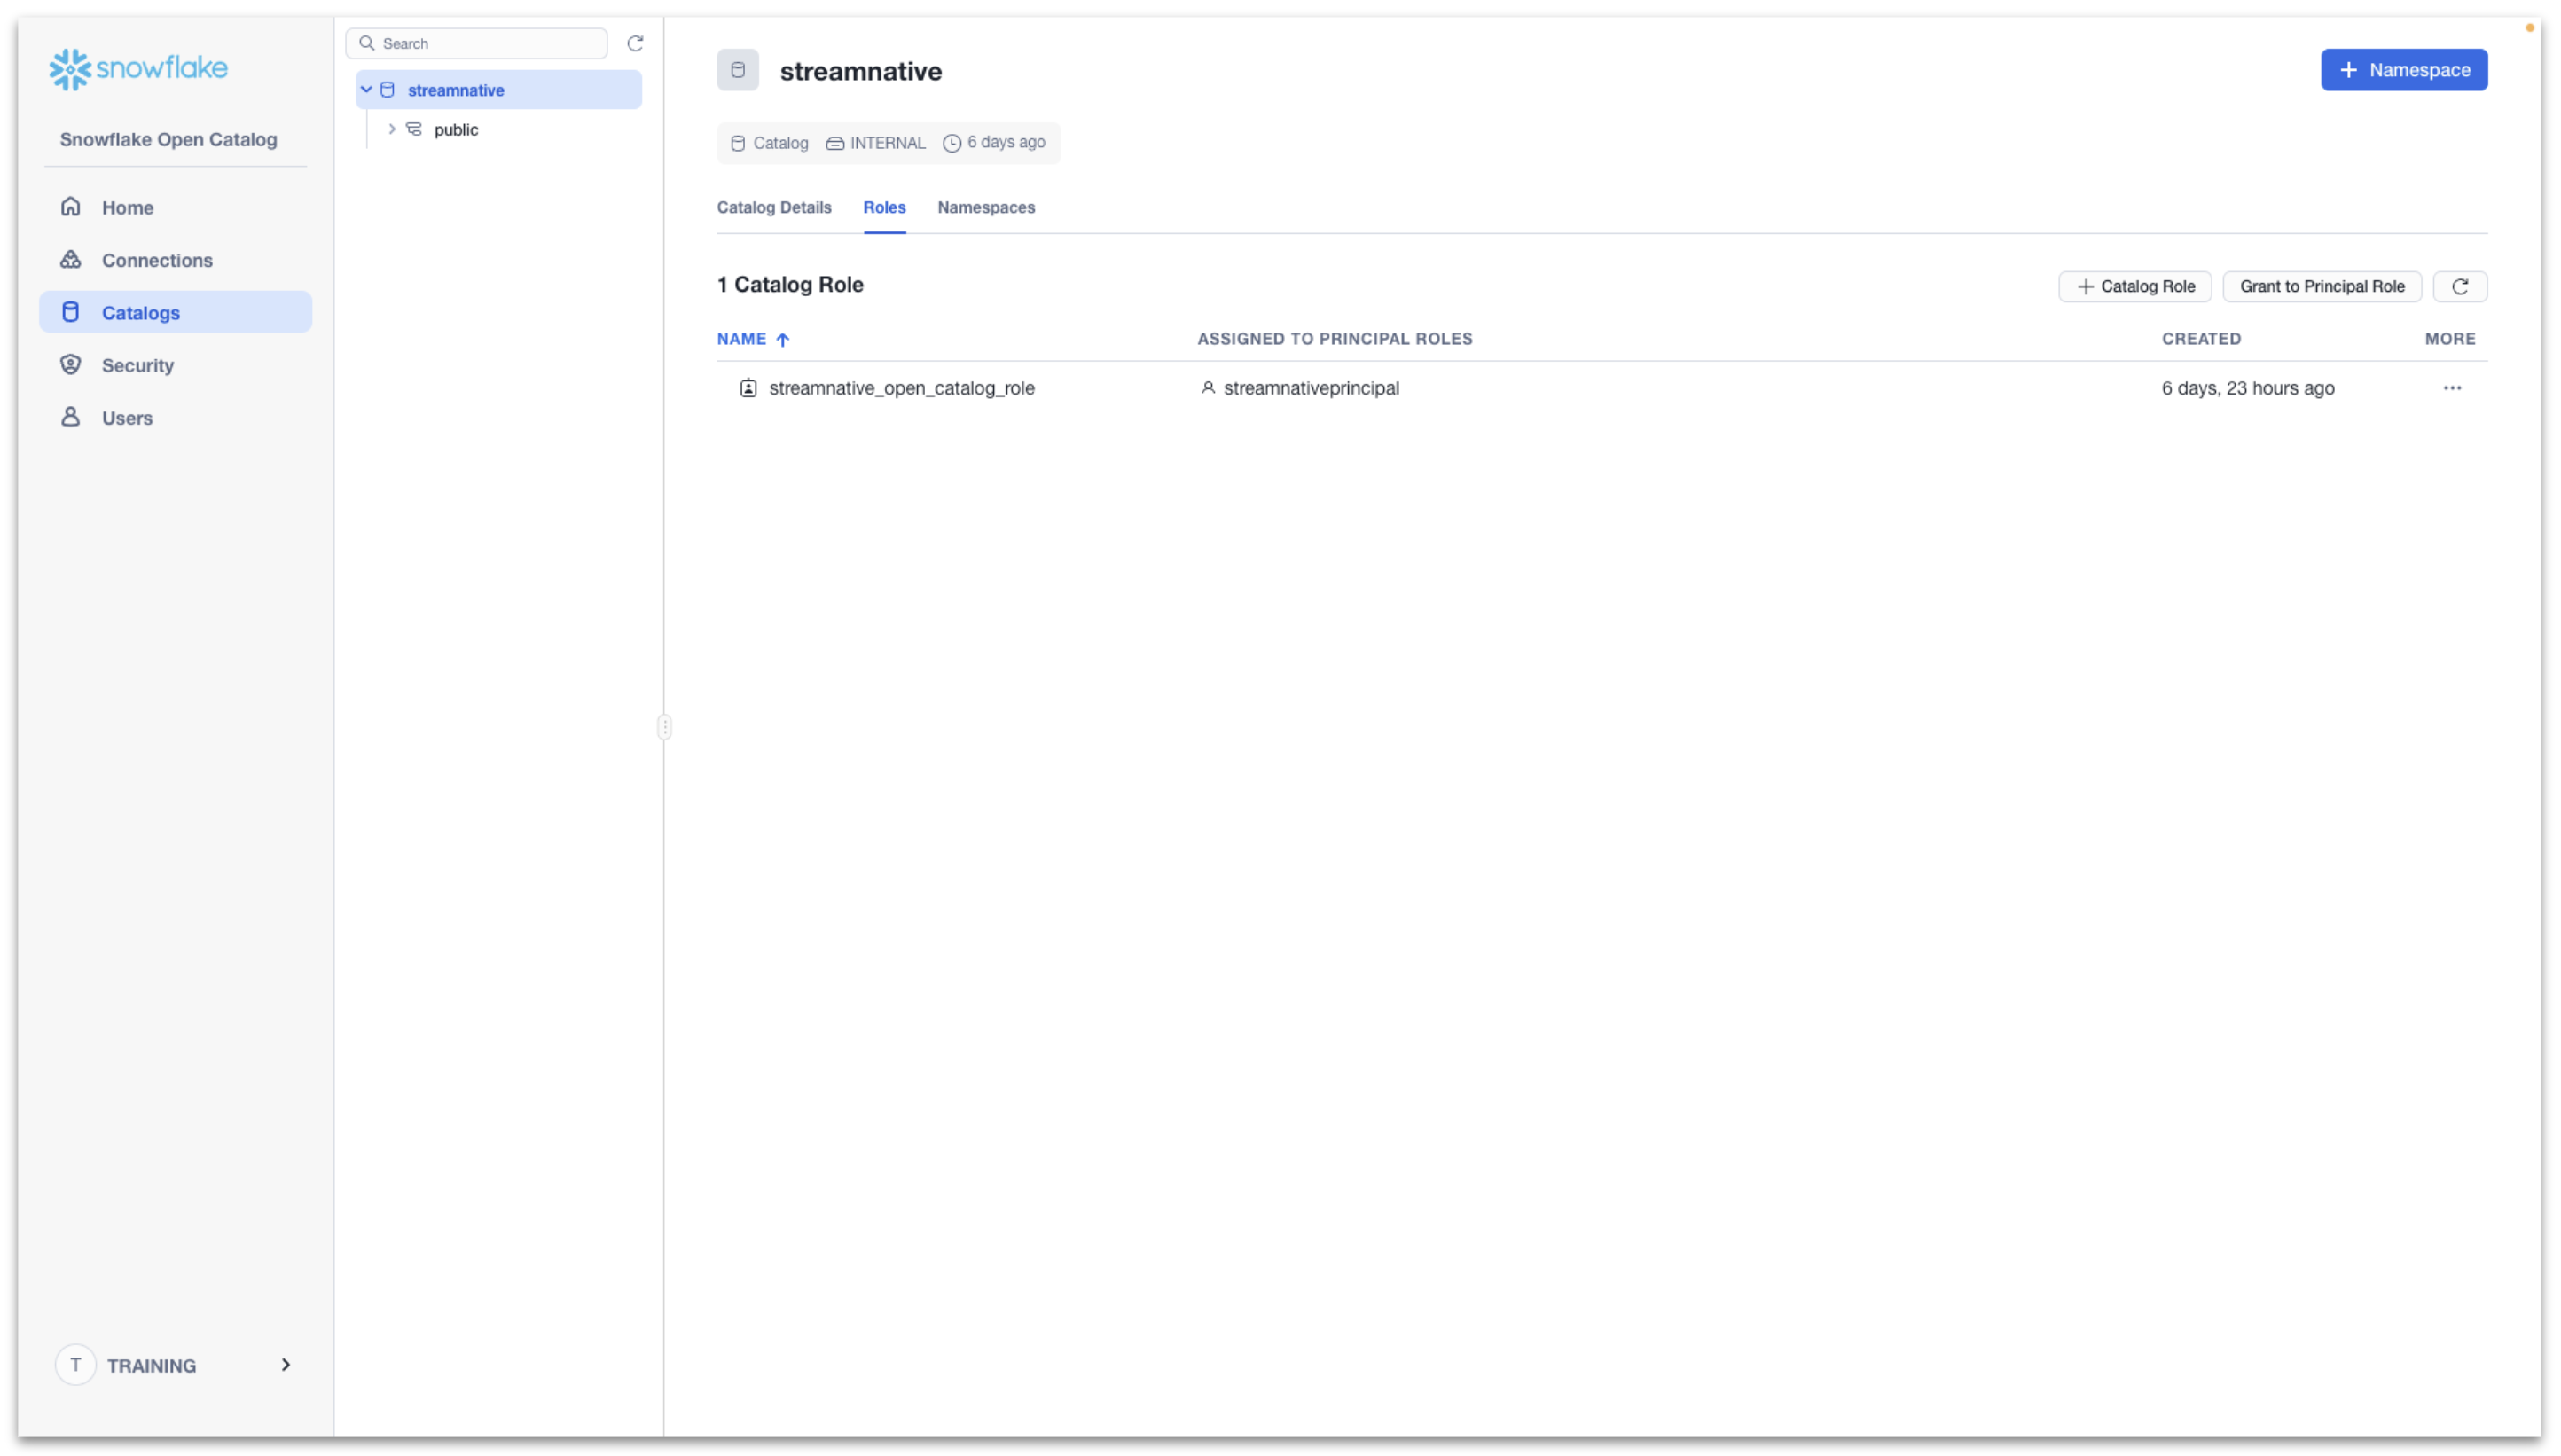 snowflake
Snowflake Open Catalog
Home
Connections
Catalogs
Security
Users
T TRAINING
Search
streamnative
public
streamnative
+ Namespace
Catalog INTERNAL 6 days ago
Catalog Details Roles Namespaces
1 Catalog Role
+ Catalog Role Grant to Principal Role
NAME ASSIGNED TO PRINCIPAL ROLES CREATED MORE
streamnative_open_catalog_role streamnativeprincipal 6 days, 23 hours ago ...